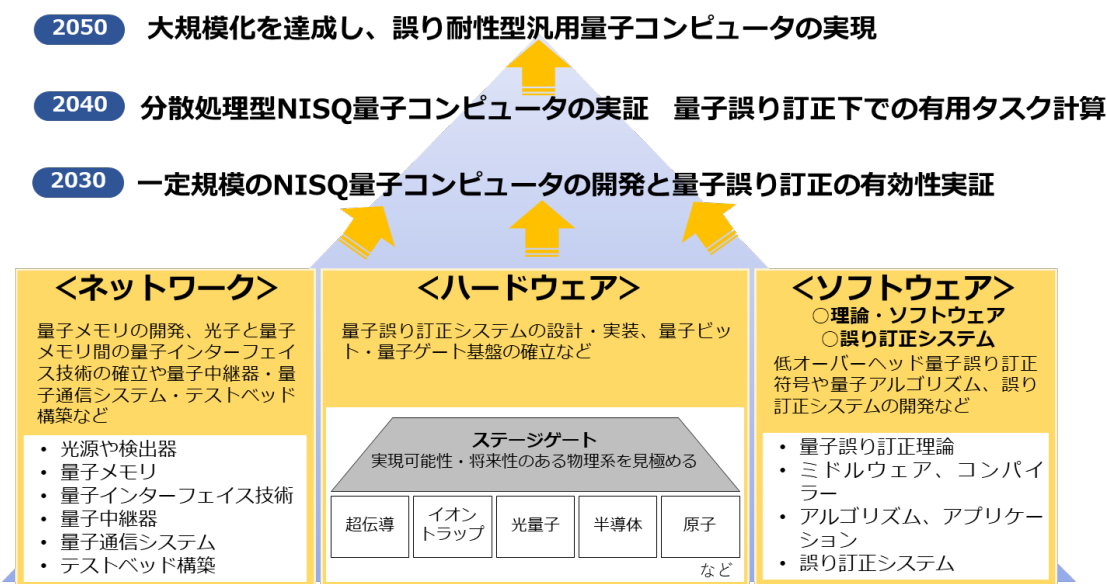 2050 大規模化を達成し、誤り耐性型汎用量子コンピュータの実現
2040 分散処理型NISQ量子コンピュータの実証 量子誤り訂正下での有用タスク計算
2030 一定規模のNISQ量子コンピュータの開発と量子誤り訂正の有効性実証
＜ネットワーク＞
量子メモリの開発、光子と量子
メモリ間の量子インターフェイ
ス技術の確立や量子中継器・量
子通信システム・テストベッド
構築など
• 光源や検出器
• 量子メモリ
• 量子インターフェイス技術
• 量子中継器
• 量子通信システム
• テストベッド構築
＜ハードウェア＞
量子誤り訂正システムの設計・実装、量子ビッ
ト・量子ゲート基盤の確立など
ステージゲート
実現可能性・将来性のある物理系を見極める
超伝導
イオン
トラップ
光量子
半導体
原子
など
＜ソフトウェア＞
○理論・ソフトウェア
○誤り訂正システム
低オーバーヘッド量子誤り訂正
符号や量子アルゴリズム、誤り
訂正システムの開発など
• 量子誤り訂正理論
• ミドルウェア、コンパイ
ラー
• アルゴリズム、アプリケー
ション
• 誤り訂正システム